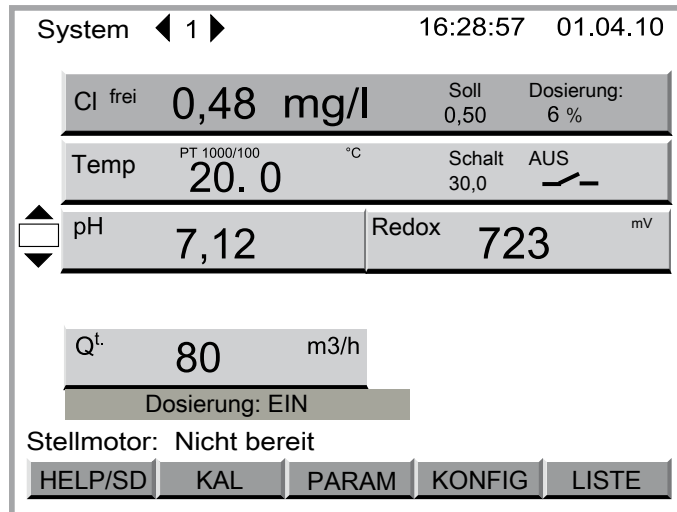 System 1 16:28:57 01.04.10
Cl frei 0,48 mg/l Soll 0,50 Dosierung: 6 %
Temp PT 1000/100 20. 0 °C Schalt 30,0 AUS
pH 7,12 Redox 723 mV
Qt. 80 m3/h
Dosierung: EIN
Stellmotor: Nicht bereit
HELP/SD KAL PARAM KONFIG LISTE